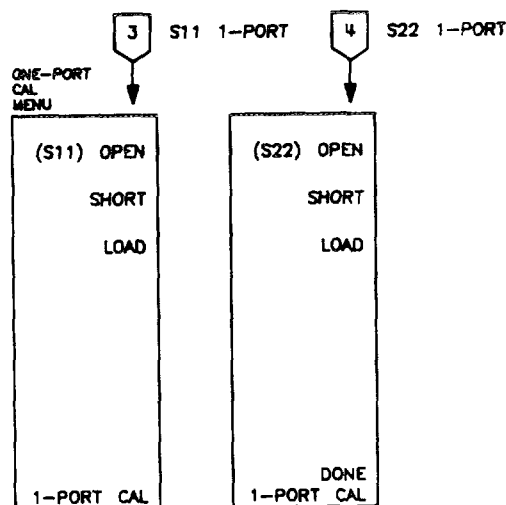 3 S11 1-PORT
4 S22 1-PORT
ONE-PORT
CAL
MENU
(S11) OPEN
SHORT
LOAD
1-PORT CAL
(S22) OPEN
SHORT
LOAD
DONE
1-PORT CAL